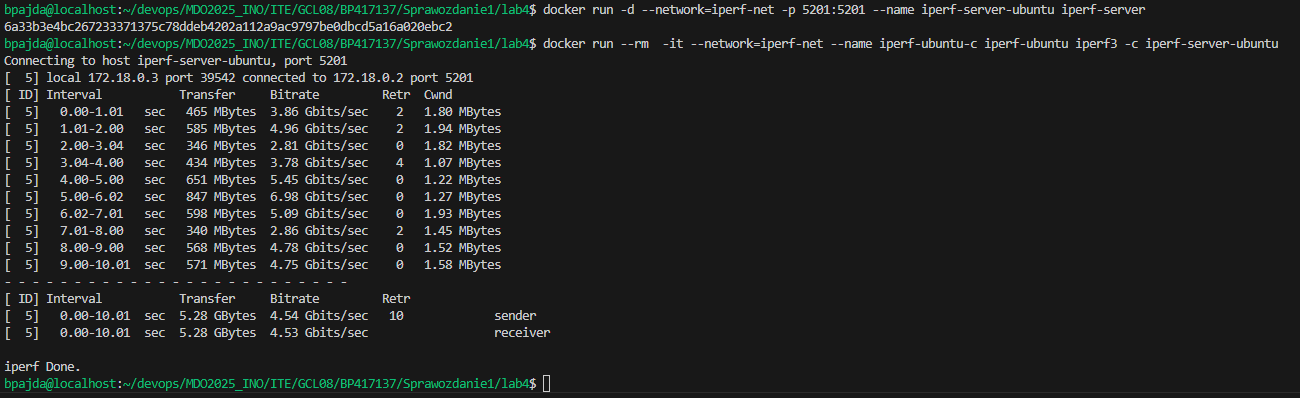 bpajda@localhost:~/devops/MDO2025_INO/ITE/GCL08/BP417137/Sprawozdanie1/lab4$ docker run -d --network=iperf-net -p 5201:5201 --name iperf-server-ubuntu iperf-server
6a33b3e4bc267233371375c78ddeb4202a112a9ac9797be0dbcd5a16a020ebc2
bpajda@localhost:~/devops/MDO2025_INO/ITE/GCL08/BP417137/Sprawozdanie1/lab4$ docker run --rm  -it --network=iperf-net --name iperf-ubuntu-c iperf-ubuntu iperf3 -c iperf-server-ubuntu
Connecting to host iperf-server-ubuntu, port 5201
[  5] local 172.18.0.3 port 39542 connected to 172.18.0.2 port 5201
[ ID] Interval           Transfer     Bitrate         Retr  Cwnd
[  5]   0.00-1.01   sec   465 MBytes  3.86 Gbits/sec    2   1.80 MBytes
[  5]   1.01-2.00   sec   585 MBytes  4.96 Gbits/sec    2   1.94 MBytes
[  5]   2.00-3.04   sec   346 MBytes  2.81 Gbits/sec    0   1.82 MBytes
[  5]   3.04-4.00   sec   434 MBytes  3.78 Gbits/sec    4   1.07 MBytes
[  5]   4.00-5.00   sec   651 MBytes  5.45 Gbits/sec    0   1.22 MBytes
[  5]   5.00-6.02   sec   847 MBytes  6.98 Gbits/sec    0   1.27 MBytes
[  5]   6.02-7.01   sec   598 MBytes  5.09 Gbits/sec    0   1.93 MBytes
[  5]   7.01-8.00   sec   340 MBytes  2.86 Gbits/sec    2   1.45 MBytes
[  5]   8.00-9.00   sec   568 MBytes  4.78 Gbits/sec    0   1.52 MBytes
[  5]   9.00-10.01  sec   571 MBytes  4.75 Gbits/sec    0   1.58 MBytes
- - - - - - - - - - - - - - - - - - - - - - - - -
[ ID] Interval           Transfer     Bitrate         Retr
[  5]   0.00-10.01  sec  5.28 GBytes  4.54 Gbits/sec   10             sender
[  5]   0.00-10.01  sec  5.28 GBytes  4.53 Gbits/sec                  receiver

iperf Done.
bpajda@localhost:~/devops/MDO2025_INO/ITE/GCL08/BP417137/Sprawozdanie1/lab4$